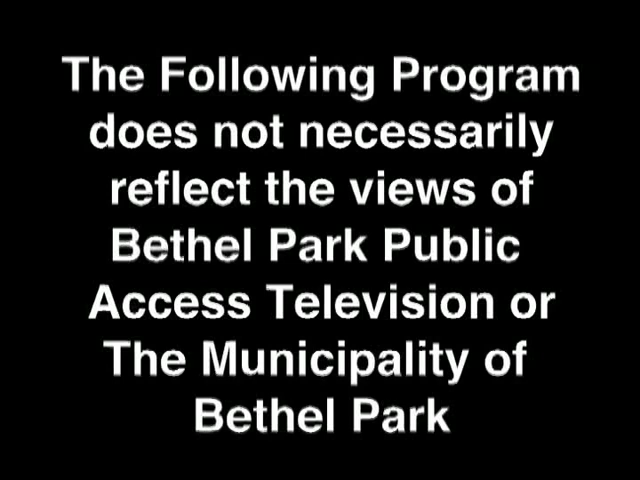 The Following Program
does not necessarily
reflect the views of
Bethel Park Public
Access Television or
The Municipality of
Bethel Park